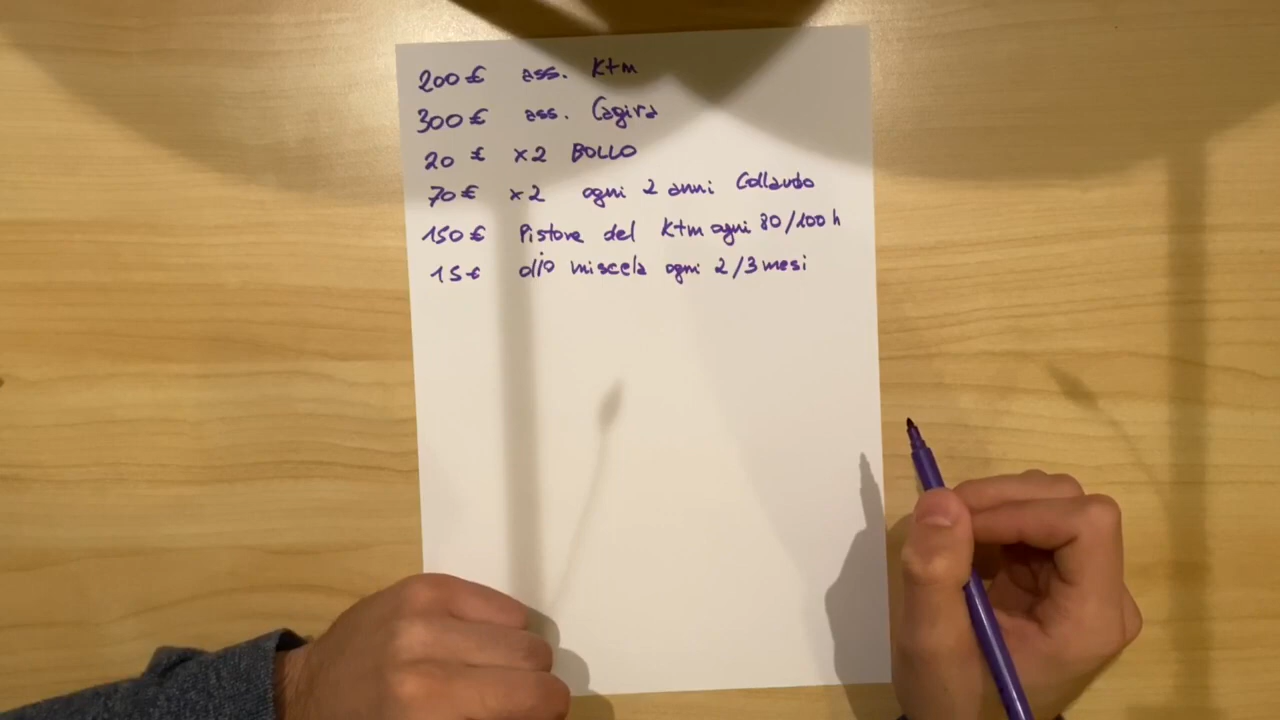 200€ ass. Ktm
300€ ass. Cagiva
20 € x2 BOLLO
70€ x2 ogni 2 anni Collaudo
150€ Pistone del Ktm ogni 80/100 h
15€ olio miscela ogni 2/3 mesi